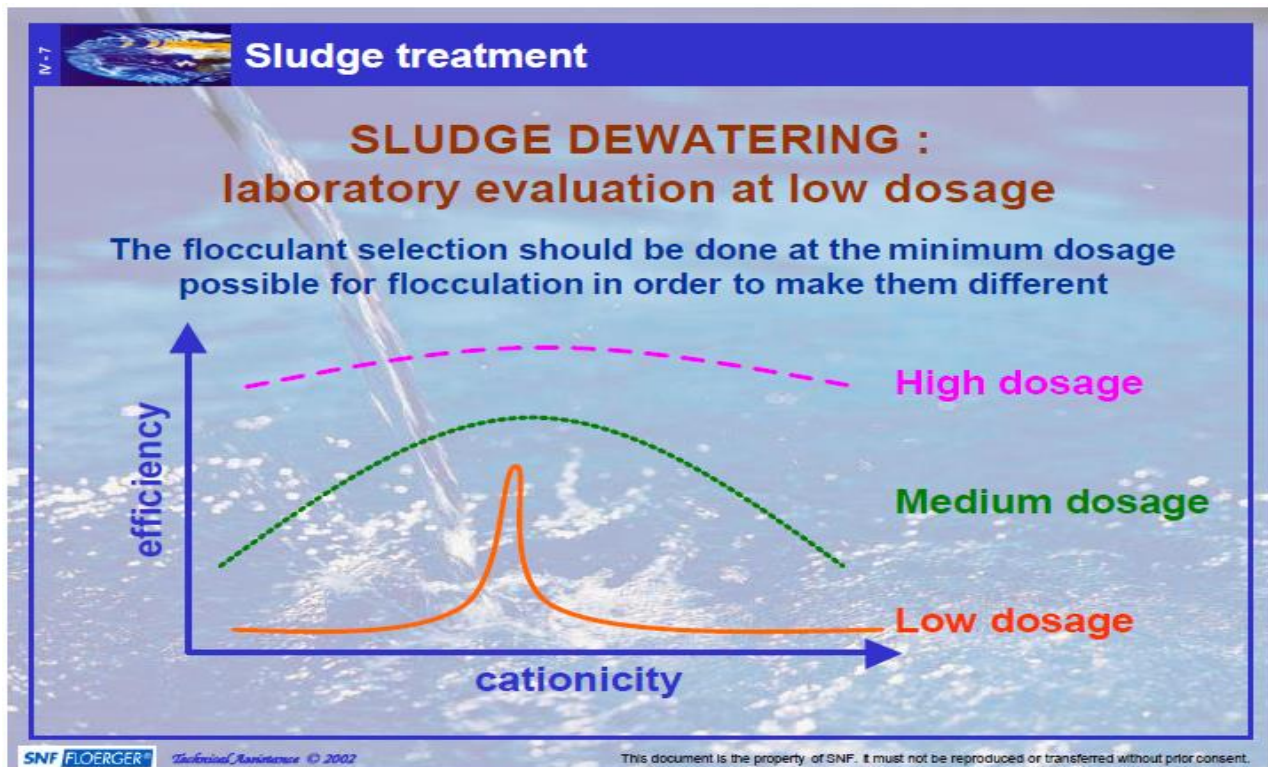 IV - 7
Sludge treatment
SLUDGE DEWATERING :
laboratory evaluation at low dosage
The flocculant selection should be done at the minimum dosage
possible for flocculation in order to make them different
High dosage
efficiency
Medium dosage
Low dosage
cationicity
SNF FLOERGER® Technical Assistance © 2002 This document is the property of SNF. It must not be reproduced or transferred without prior consent.